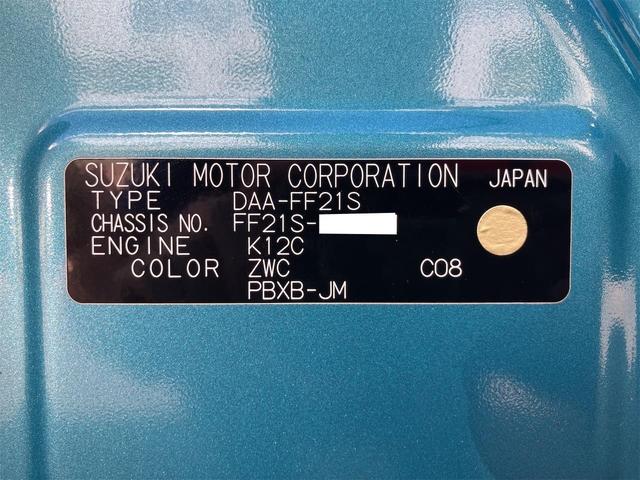 SUZUKI MOTOR CORPORATION JAPAN
TYPE DAA-FF21S
CHASSIS NO. FF21S-
ENGINE K12C
COLOR ZWC C08
PBXB-JM